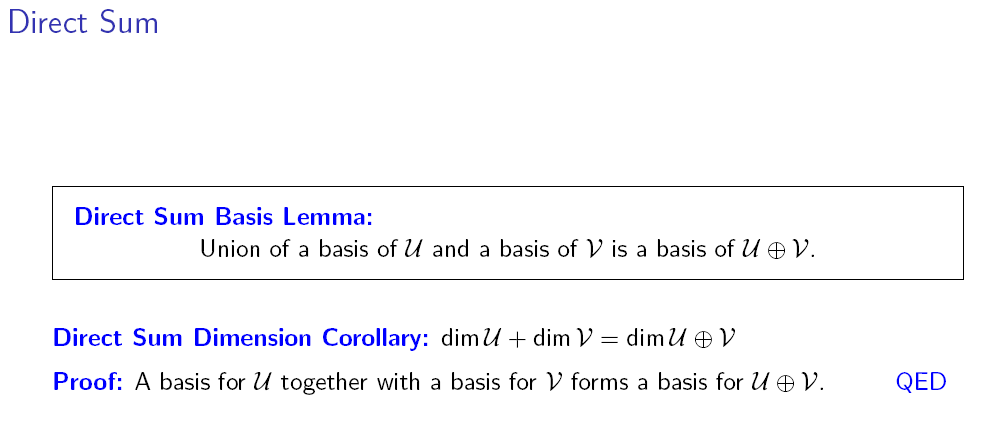 Direct Sum
Direct Sum Basis Lemma:
Union of a basis of 𝒰 and a basis of 𝒱 is a basis of 𝒰 ⊕ 𝒱.
Direct Sum Dimension Corollary: dim 𝒰 + dim 𝒱 = dim 𝒰 ⊕ 𝒱
Proof: A basis for 𝒰 together with a basis for 𝒱 forms a basis for 𝒰 ⊕ 𝒱. QED